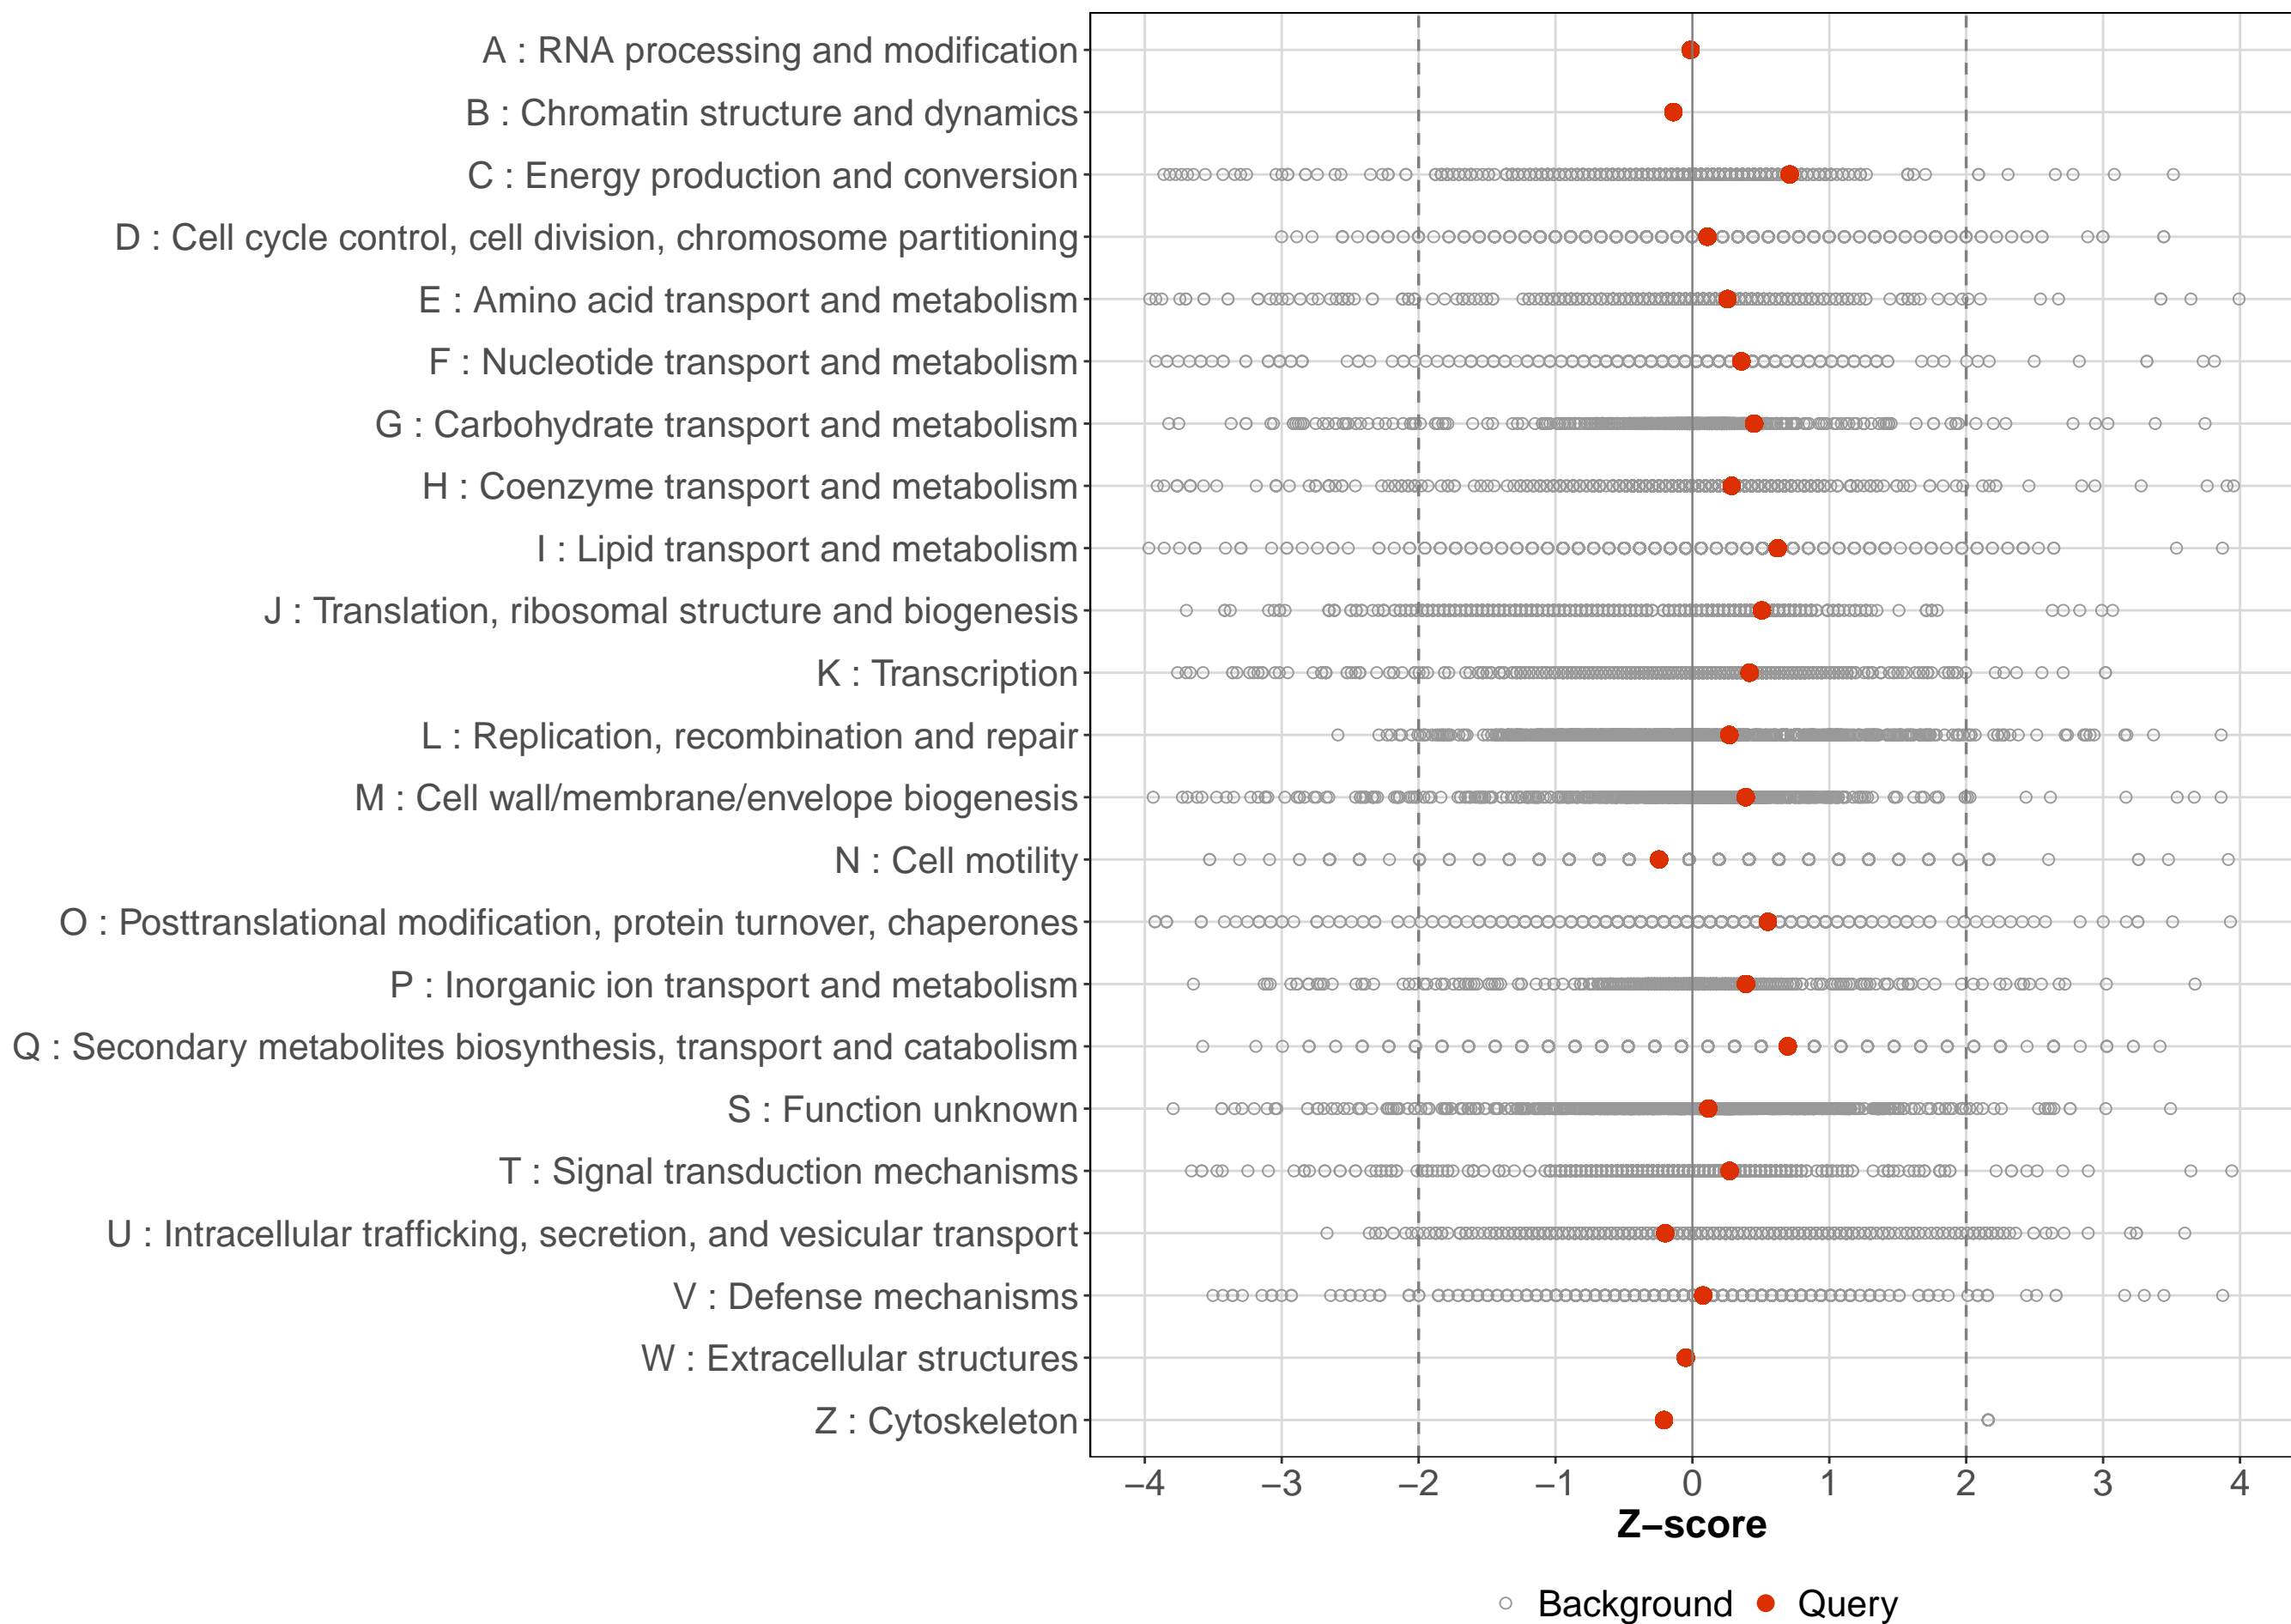 A : RNA processing and modification
B : Chromatin structure and dynamics
C : Energy production and conversion
D : Cell cycle control, cell division, chromosome partitioning
E : Amino acid transport and metabolism
F : Nucleotide transport and metabolism
G : Carbohydrate transport and metabolism
H : Coenzyme transport and metabolism
I : Lipid transport and metabolism
J : Translation, ribosomal structure and biogenesis
K : Transcription
L : Replication, recombination and repair
M : Cell wall/membrane/envelope biogenesis
N : Cell motility
O : Posttranslational modification, protein turnover, chaperones
P : Inorganic ion transport and metabolism
Q : Secondary metabolites biosynthesis, transport and catabolism
S : Function unknown
T : Signal transduction mechanisms
U : Intracellular trafficking, secretion, and vesicular transport
V : Defense mechanisms
W : Extracellular structures
Z : Cytoskeleton
−4 −3 −2 −1 0 1 2 3 4
Z−score
Background Query